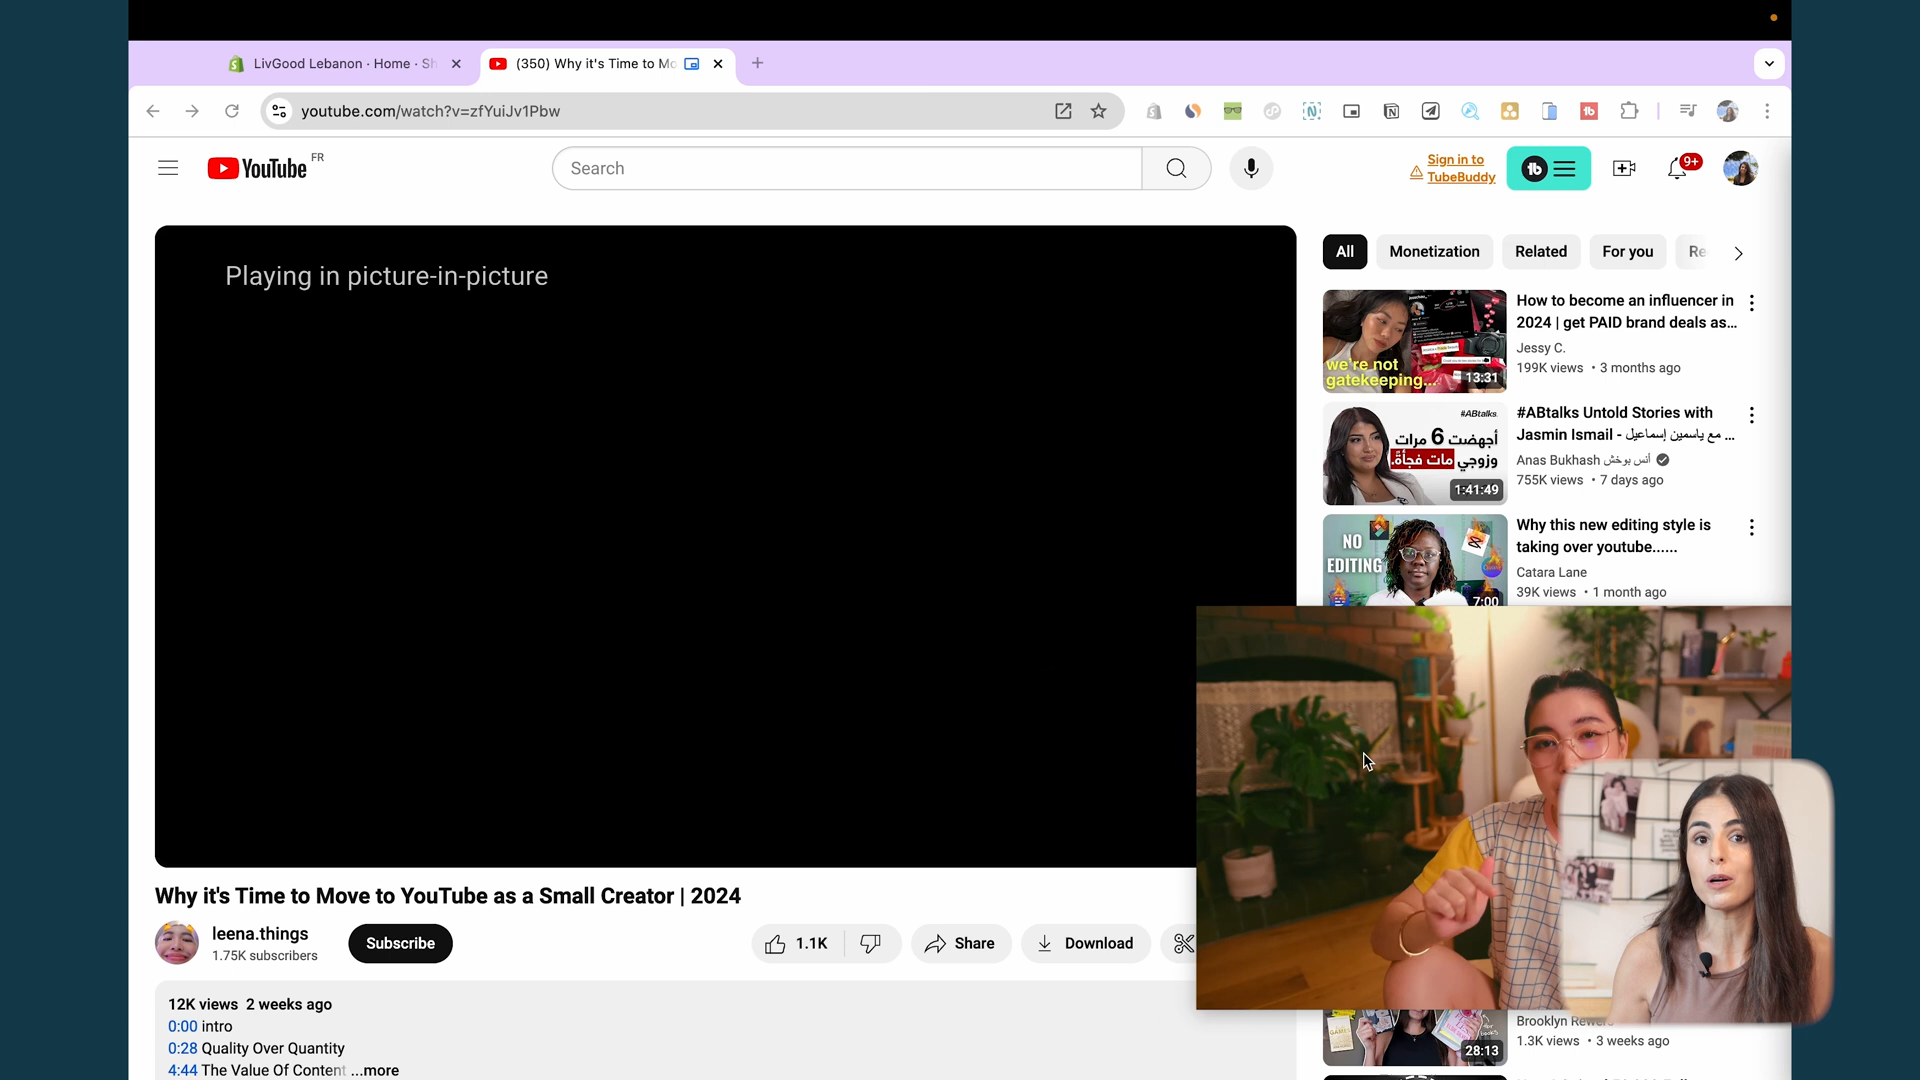 LivGood Lebanon · Home · Sh
(350) Why it's Time to Mo
youtube.com/watch?v=zfYuiJv1Pbw
YouTube FR
Search
Sign in to
TubeBuddy
9+
Playing in picture-in-picture
All
Monetization
Related
For you
Re
we're not
gatekeeping...
13:31
How to become an influencer in
2024 | get PAID brand deals as...
Jessy C.
199K views • 3 months ago
#ABtalks
أجهضت 6 مرات
وزوجي مات فجأة.
1:41:49
#ABtalks Untold Stories with
Jasmin Ismail - مع ياسمين إسماعيل ...
Anas Bukhash أنس بوخش
755K views • 7 days ago
NO
EDITING
7:00
Why this new editing style is
taking over youtube......
Catara Lane
39K views • 1 month ago
Why it's Time to Move to YouTube as a Small Creator | 2024
leena.things
1.75K subscribers
Subscribe
1.1K
Share
Download
12K views 2 weeks ago
0:00 intro
0:28 Quality Over Quantity
4:44 The Value Of Content ...more
28:13
Brooklyn
1.3K views • 3 weeks ago